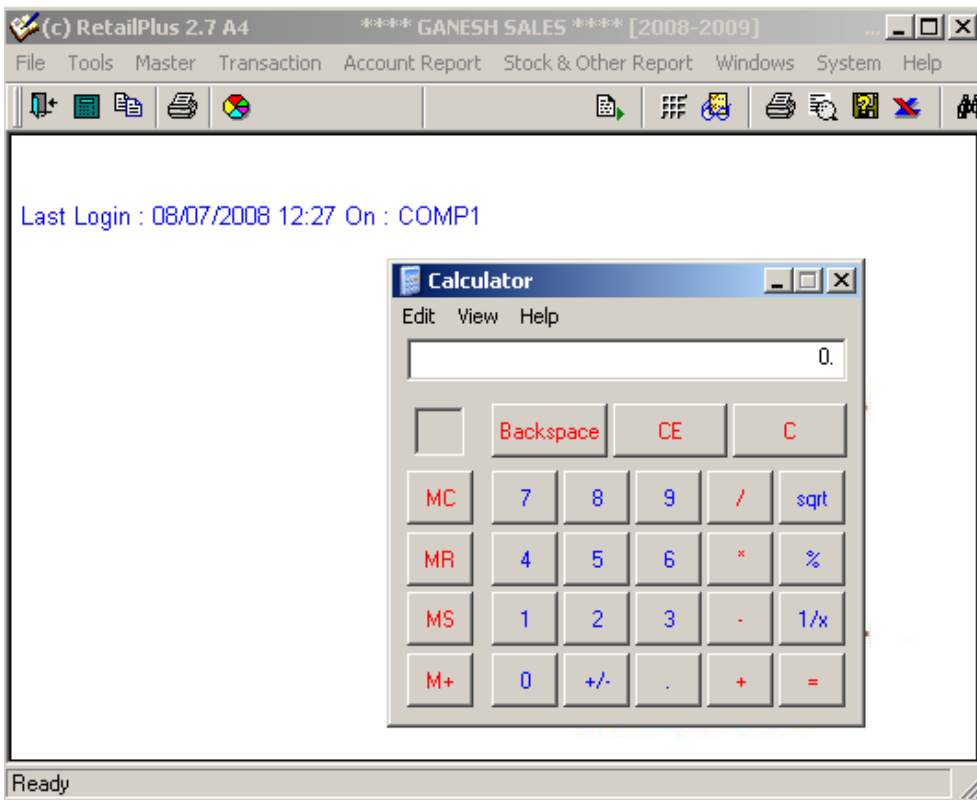 (c) RetailPlus 2.7 A4 **** GANESH SALES **** [2008-2009] ...
File Tools Master Transaction Account Report Stock & Other Report Windows System Help
Last Login : 08/07/2008 12:27 On : COMP1
Calculator
Edit View Help
0.
Backspace CE C
MC 7 8 9 / sqrt
MR 4 5 6 * %
MS 1 2 3 - 1/x
M+ 0 +/- . + =
Ready